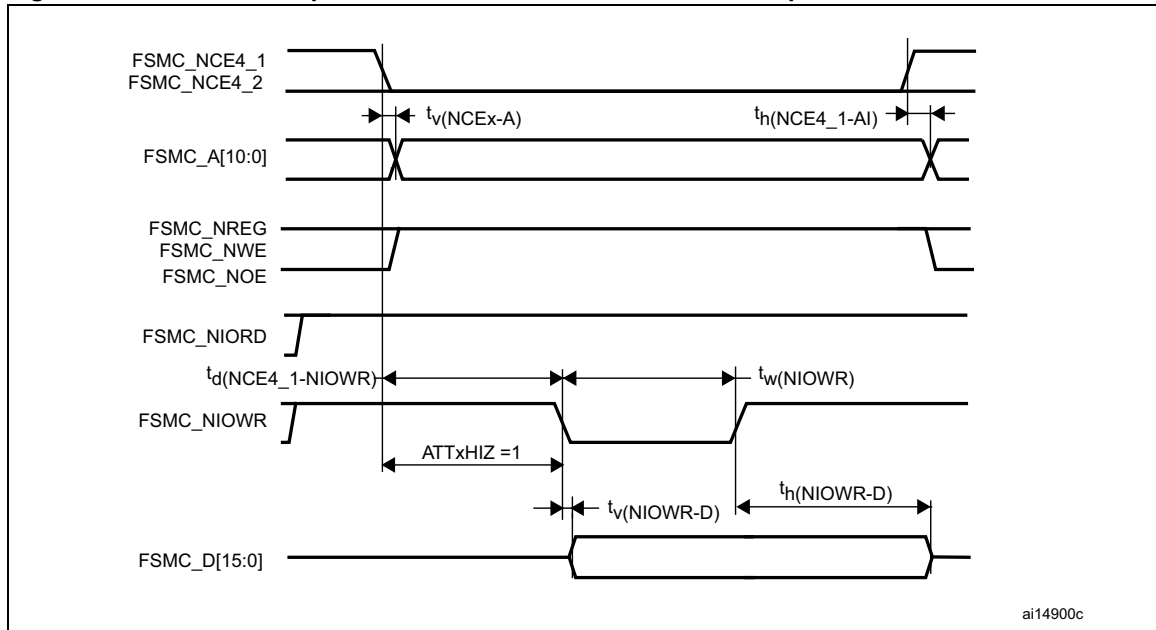 FSMC_NCE4_1
FSMC_NCE4_2
tv(NCEx-A)
th(NCE4_1-AI)
FSMC_A[10:0]
FSMC_NREG
FSMC_NWE
FSMC_NOE
FSMC_NIORD
td(NCE4_1-NIOWR)
tw(NIOWR)
FSMC_NIOWR
ATTxHIZ =1
th(NIOWR-D)
tv(NIOWR-D)
FSMC_D[15:0]
ai14900c